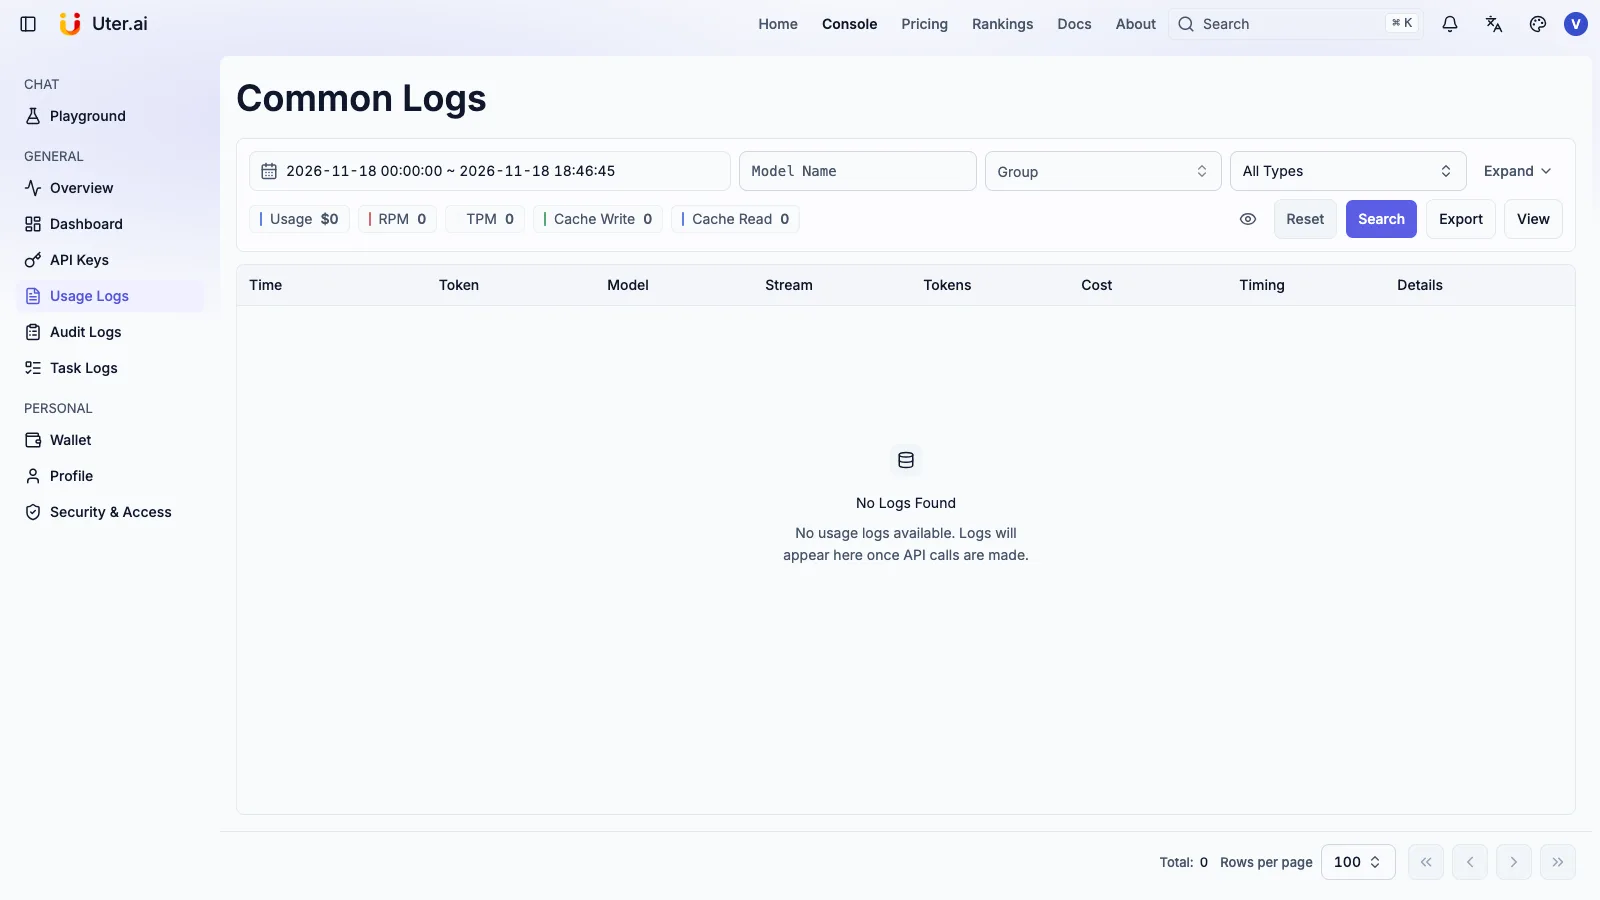 Uter.ai
Home Console Pricing Rankings Docs About Search ⌘ K V
CHAT
Playground
GENERAL
Overview
Dashboard
API Keys
Usage Logs
Audit Logs
Task Logs
PERSONAL
Wallet
Profile
Security & Access
Common Logs
2026-11-18 00:00:00 ~ 2026-11-18 18:46:45 Model Name Group All Types Expand
Usage $0 RPM 0 TPM 0 Cache Write 0 Cache Read 0 Reset Search Export View
Time Token Model Stream Tokens Cost Timing Details
No Logs Found
No usage logs available. Logs will
appear here once API calls are made.
Total: 0 Rows per page 100